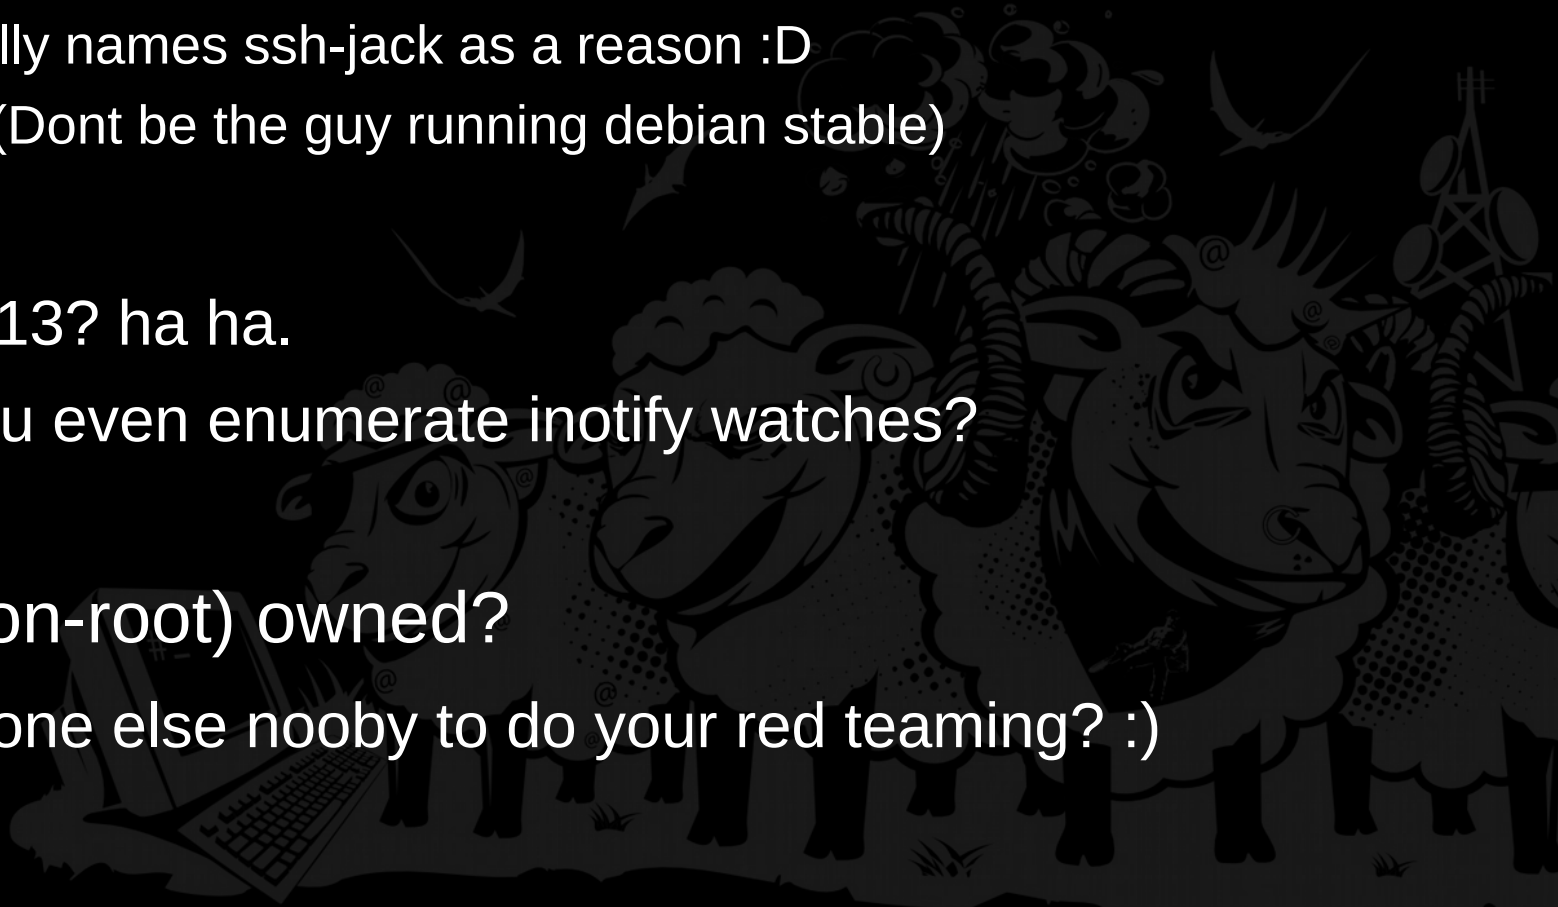 lly names ssh-jack as a reason :D
(Dont be the guy running debian stable)
13? ha ha.
u even enumerate inotify watches?
on-root) owned?
one else nooby to do your red teaming? :)